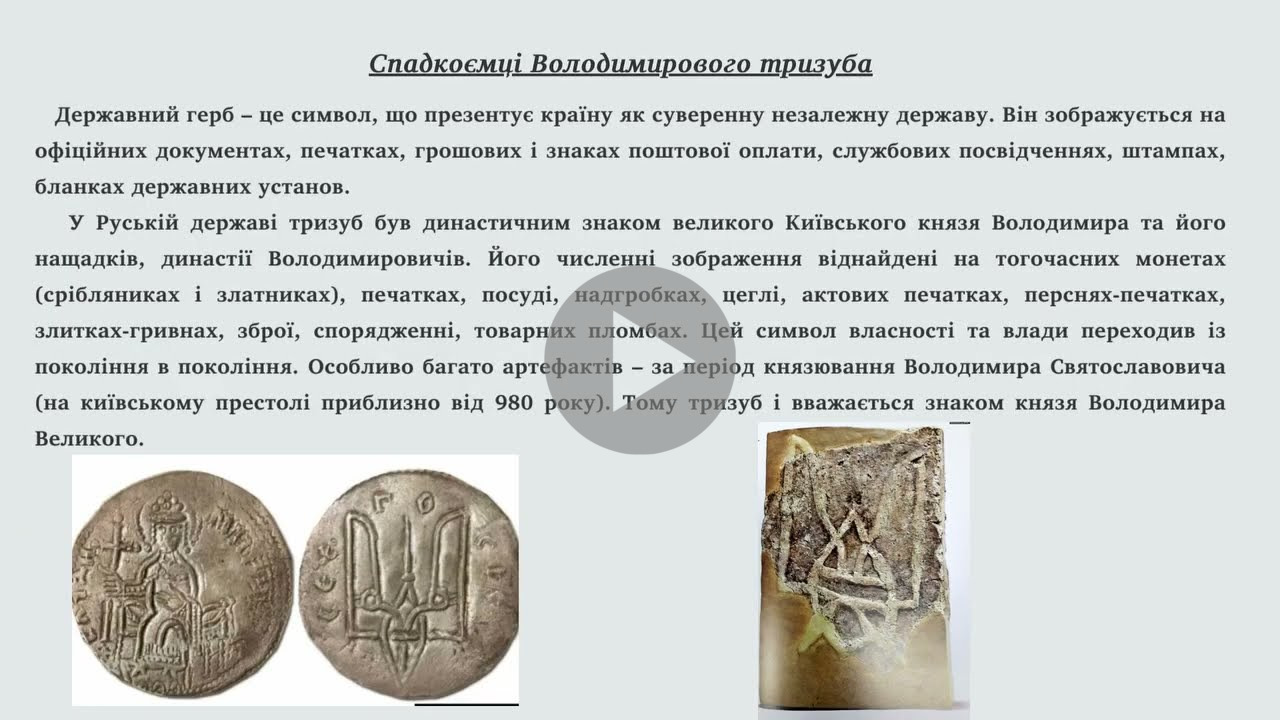 Спадкоємці Володимирового тризуба
Державний герб – це символ, що презентує країну як суверенну незалежну державу. Він зображується на
офіційних документах, печатках, грошових і знаках поштової оплати, службових посвідченнях, штампах,
бланках державних установ.
У Руській державі тризуб був династичним знаком великого Київського князя Володимира та його
нащадків, династії Володимировичів. Його численні зображення віднайдені на тогочасних монетах
(срібляниках і златниках), печатках, посуді, надгробках, цеглі, актових печатках, перснях-печатках,
злитках-гривнах, зброї, спорядженні, товарних пломбах. Цей символ власності та влади переходив із
покоління в покоління. Особливо багато артефактів – за період князювання Володимира Святославовича
(на київському престолі приблизно від 980 року). Тому тризуб і вважається знаком князя Володимира
Великого.